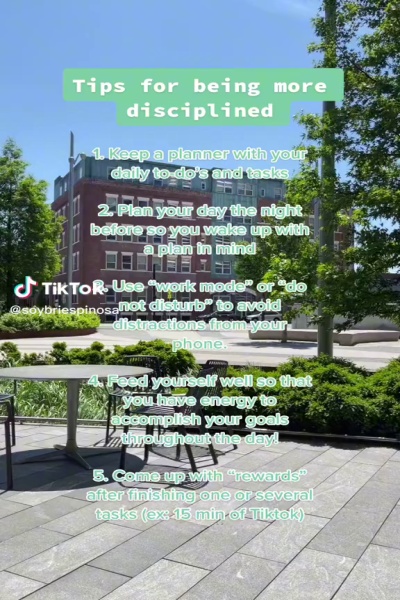 Tips for being more
disciplined
1. Keep a planner with your
daily to-do's and tasks
2. Plan your day the night
before so you wake up with
a plan in mind
TikTok
@soybriespinosa
3. Use "work mode" or "do
not disturb" to avoid
distractions from your
phone.
4. Feed yourself well so that
you have energy to
accomplish your goals
throughout the day!
5. Come up with "rewards"
after finishing one or several
tasks (ex: 15 min of Tiktok)